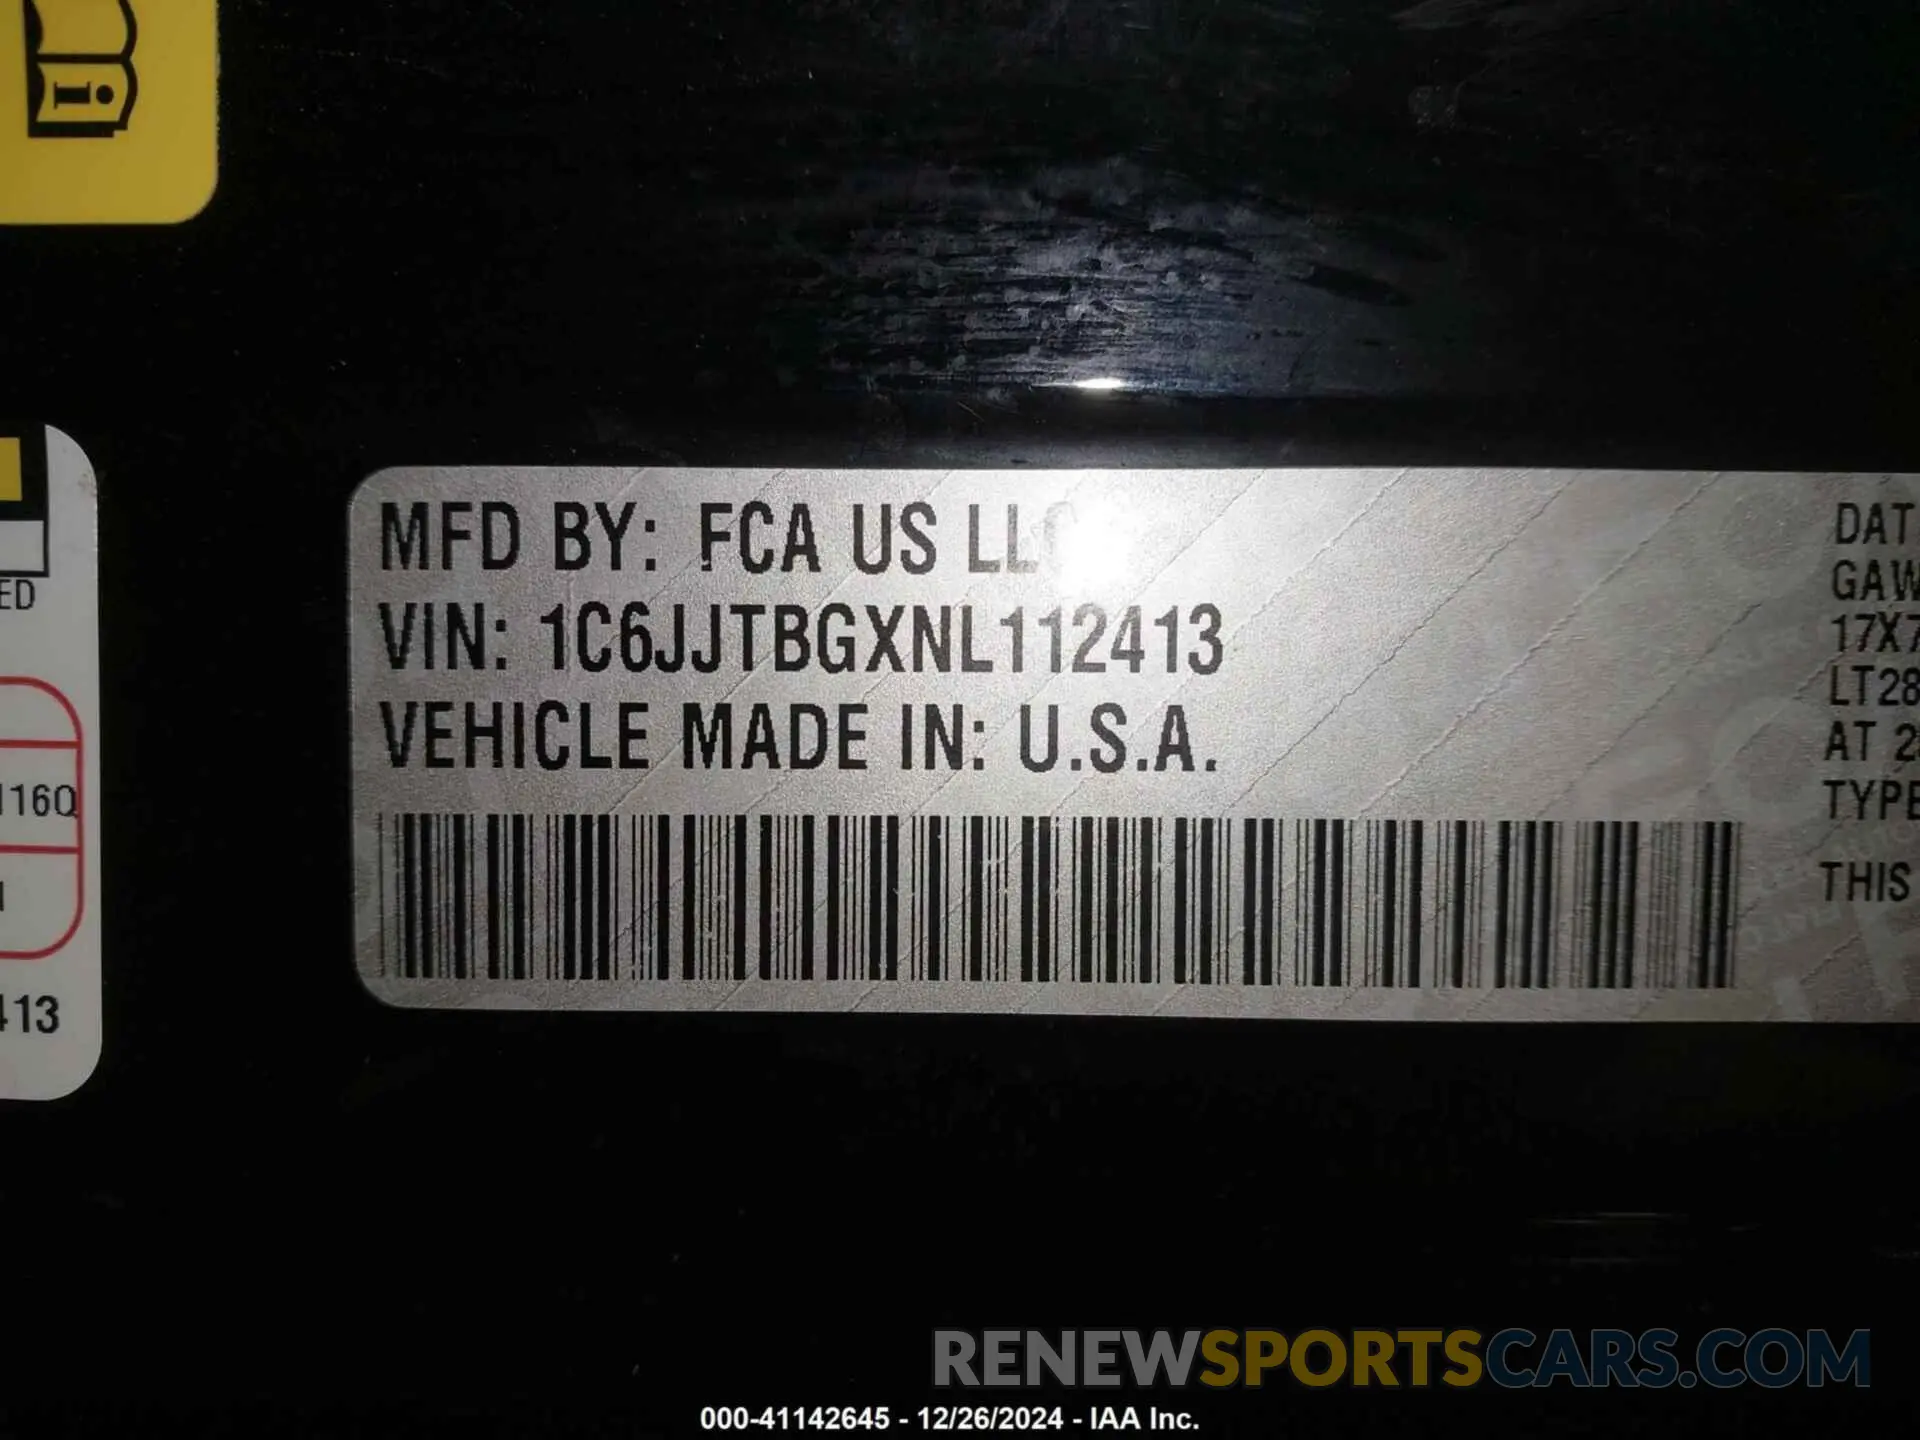 i
ED
116Q
413
MFD BY: FCA US LLC
VIN: 1C6JJTBGXNL112413
VEHICLE MADE IN: U.S.A.
DAT
GAW
17X7
LT28
AT 2
TYPE
THIS
RENEWSPORTSCARS.COM
000-41142645 - 12/26/2024 - IAA Inc.